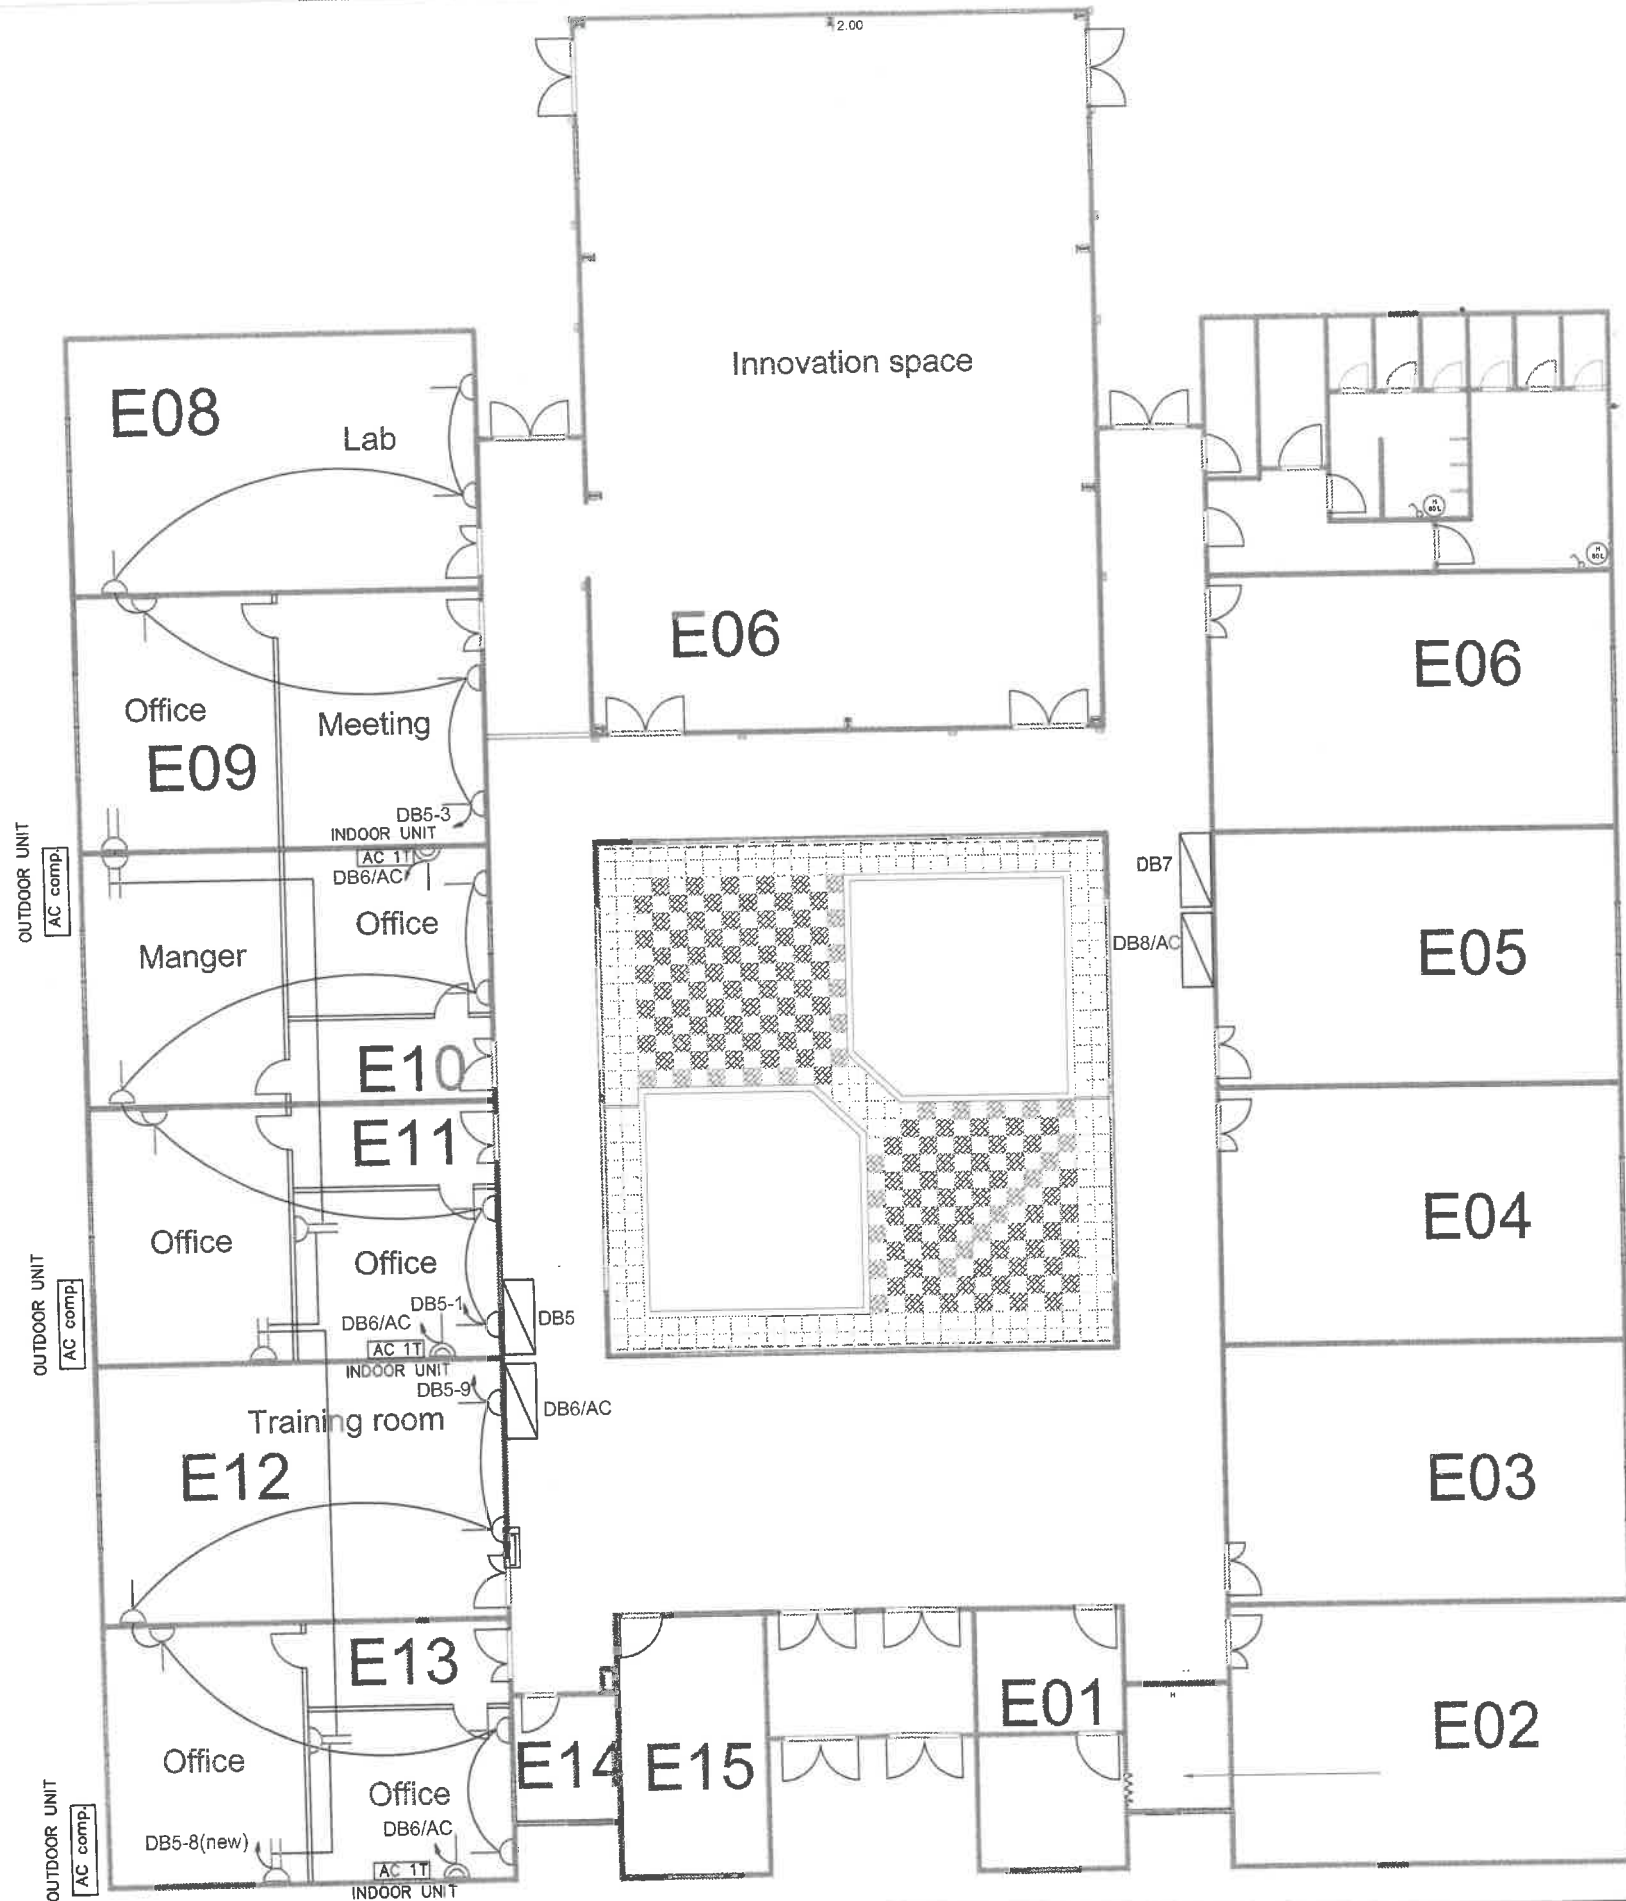 2.00
Innovation space
E08
Lab
H
80 L
H
80 L
E06
E06
Office
Meeting
E09
DB5-3
INDOOR UNIT
OUTDOOR UNIT
AC comp.
AC 1T
DB6/AC
DB7
Office
Manger
DB8/AC
E05
E10
E11
Office
Office
E04
OUTDOOR UNIT
AC comp.
DB5-1
DB6/AC
DB5
AC 1T
INDOOR UNIT
DB5-9
DB6/AC
Training room
E12
E03
E13
E01
H
E02
Office
E14
E15
Office
OUTDOOR UNIT
AC comp.
DB5-8(new)
DB6/AC
AC 1T
INDOOR UNIT